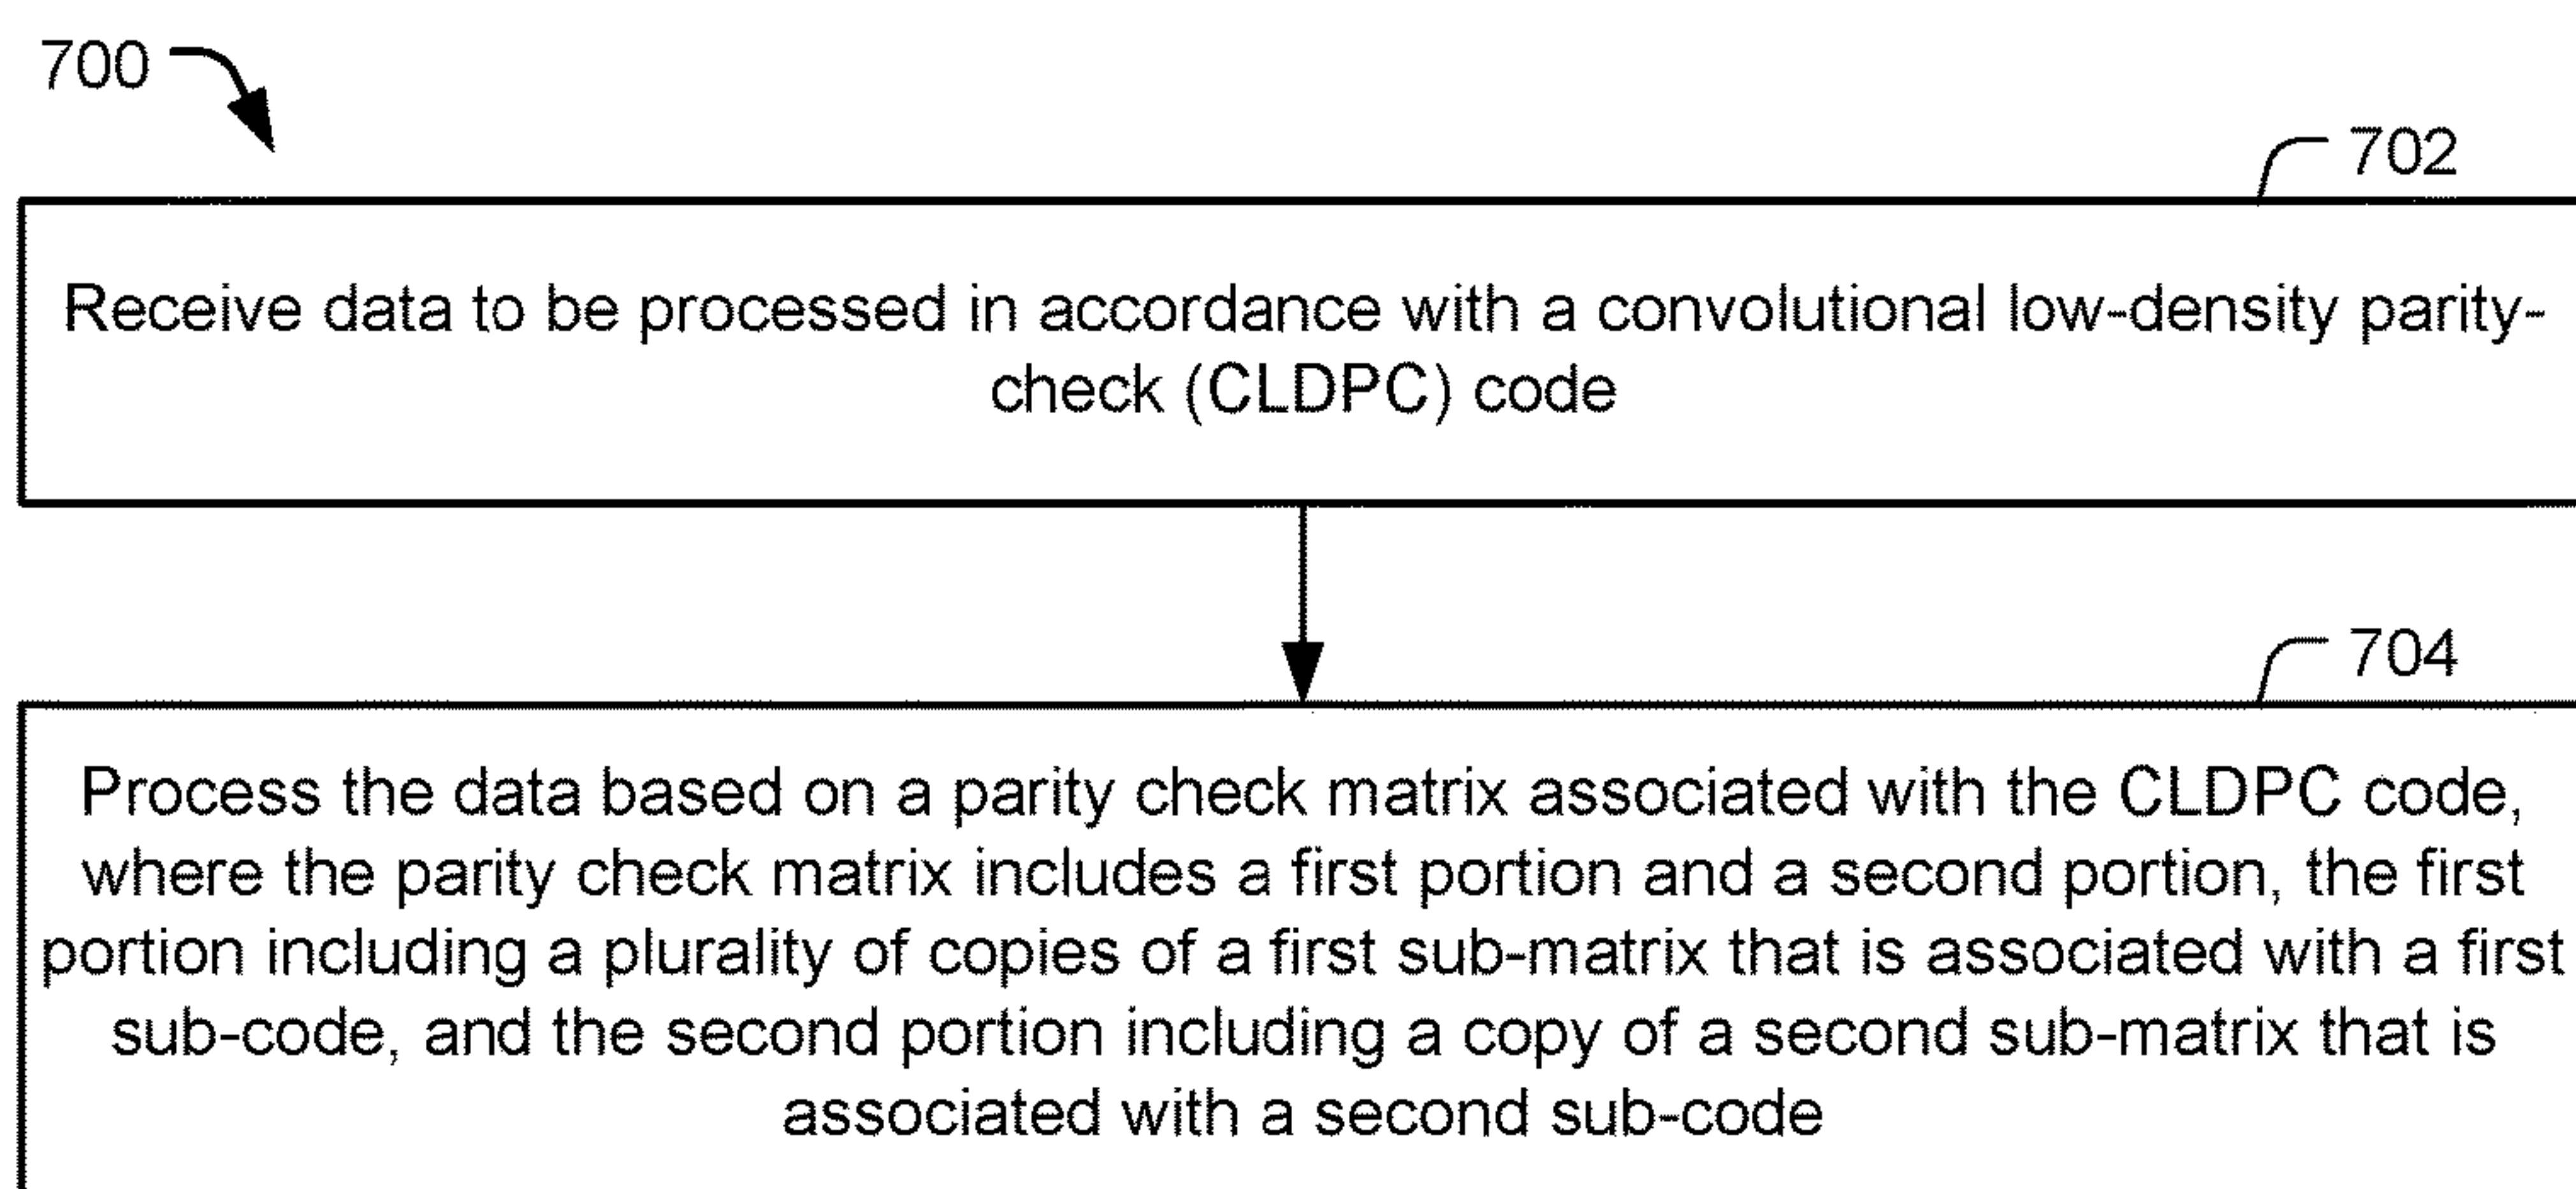 700
702
Receive data to be processed in accordance with a convolutional low-density parity-
check (CLDPC) code
704
Process the data based on a parity check matrix associated with the CLDPC code,
where the parity check matrix includes a first portion and a second portion, the first
portion including a plurality of copies of a first sub-matrix that is associated with a first
sub-code, and the second portion including a copy of a second sub-matrix that is
associated with a second sub-code